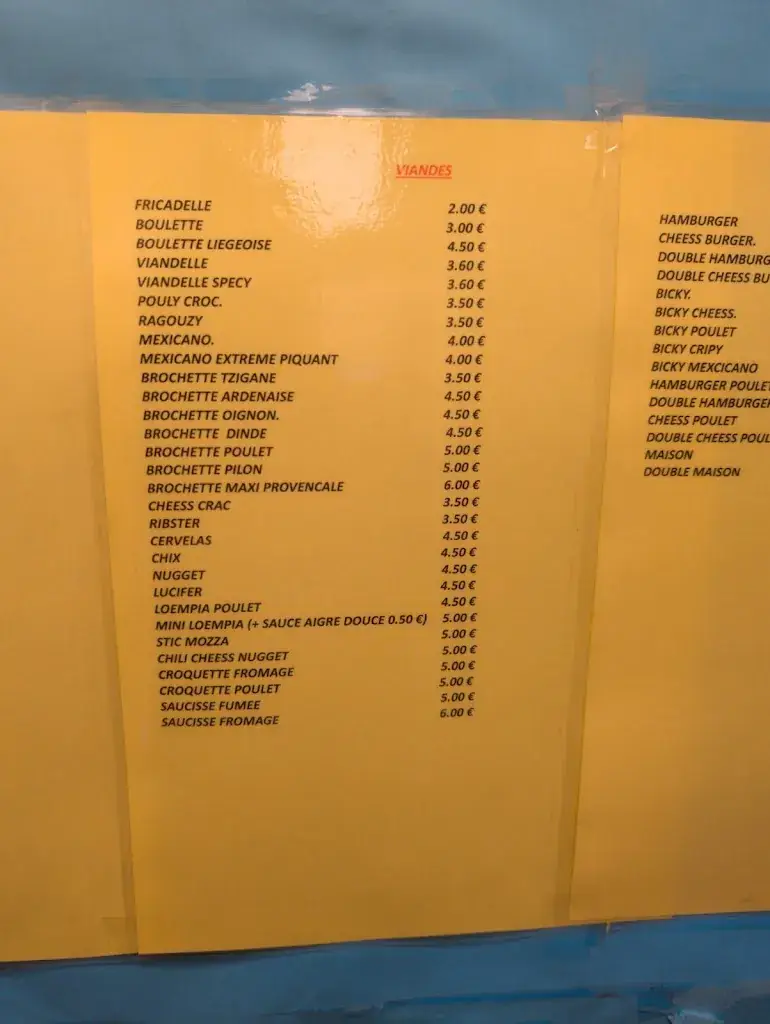 VIANDES
FRICADELLE 2.00 €
BOULETTE 3.00 €
BOULETTE LIEGEOISE 4.50 €
VIANDELLE 3.60 €
VIANDELLE SPECY 3.60 €
POULY CROC. 3.50 €
RAGOUZY 3.50 €
MEXICANO. 4.00 €
MEXICANO EXTREME PIQUANT 4.00 €
BROCHETTE TZIGANE 3.50 €
BROCHETTE ARDENAISE 4.50 €
BROCHETTE OIGNON. 4.50 €
BROCHETTE DINDE 4.50 €
BROCHETTE POULET 5.00 €
BROCHETTE PILON 5.00 €
BROCHETTE MAXI PROVENCALE 6.00 €
CHEESS CRAC 3.50 €
RIBSTER 3.50 €
CERVELAS 4.50 €
CHIX 4.50 €
NUGGET 4.50 €
LUCIFER 4.50 €
LOEMPIA POULET 4.50 €
MINI LOEMPIA (+ SAUCE AIGRE DOUCE 0.50 €) 5.00 €
STIC MOZZA 5.00 €
CHILI CHEESS NUGGET 5.00 €
CROQUETTE FROMAGE 5.00 €
CROQUETTE POULET 5.00 €
SAUCISSE FUMEE 5.00 €
SAUCISSE FROMAGE 6.00 €
HAMBURGER
CHEESS BURGER.
DOUBLE HAMBURG
DOUBLE CHEESS BU
BICKY.
BICKY CHEESS.
BICKY POULET
BICKY CRIPY
BICKY MEXCICANO
HAMBURGER POULET
DOUBLE HAMBURGER
CHEESS POULET
DOUBLE CHEESS POUL
MAISON
DOUBLE MAISON